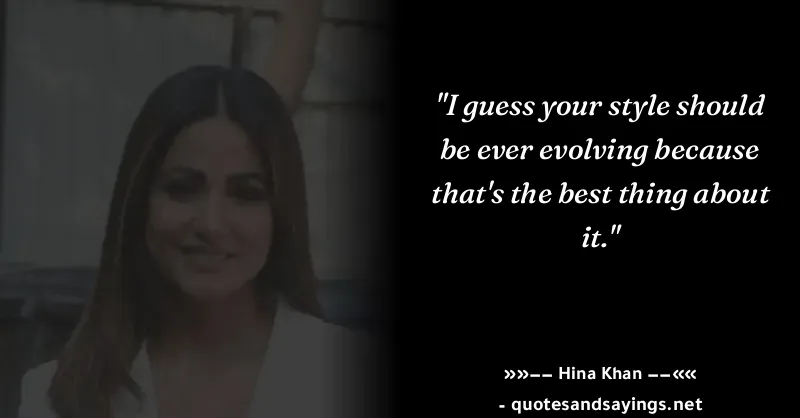 "I guess your style should
be ever evolving because
that's the best thing about
it."
»»−− Hina Khan −−««
- quotesandsayings.net